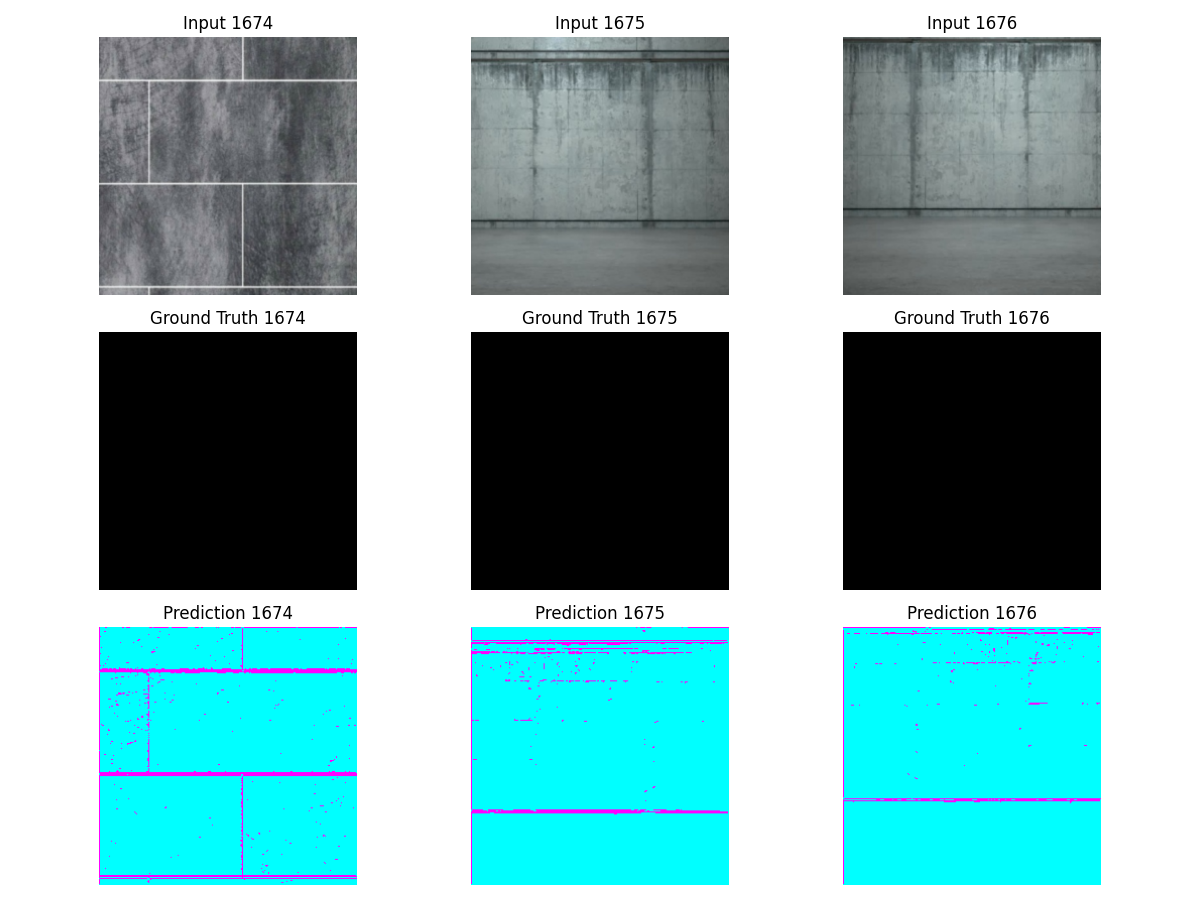 Input 1674
Input 1675
Input 1676
Ground Truth 1674
Ground Truth 1675
Ground Truth 1676
Prediction 1674
Prediction 1675
Prediction 1676